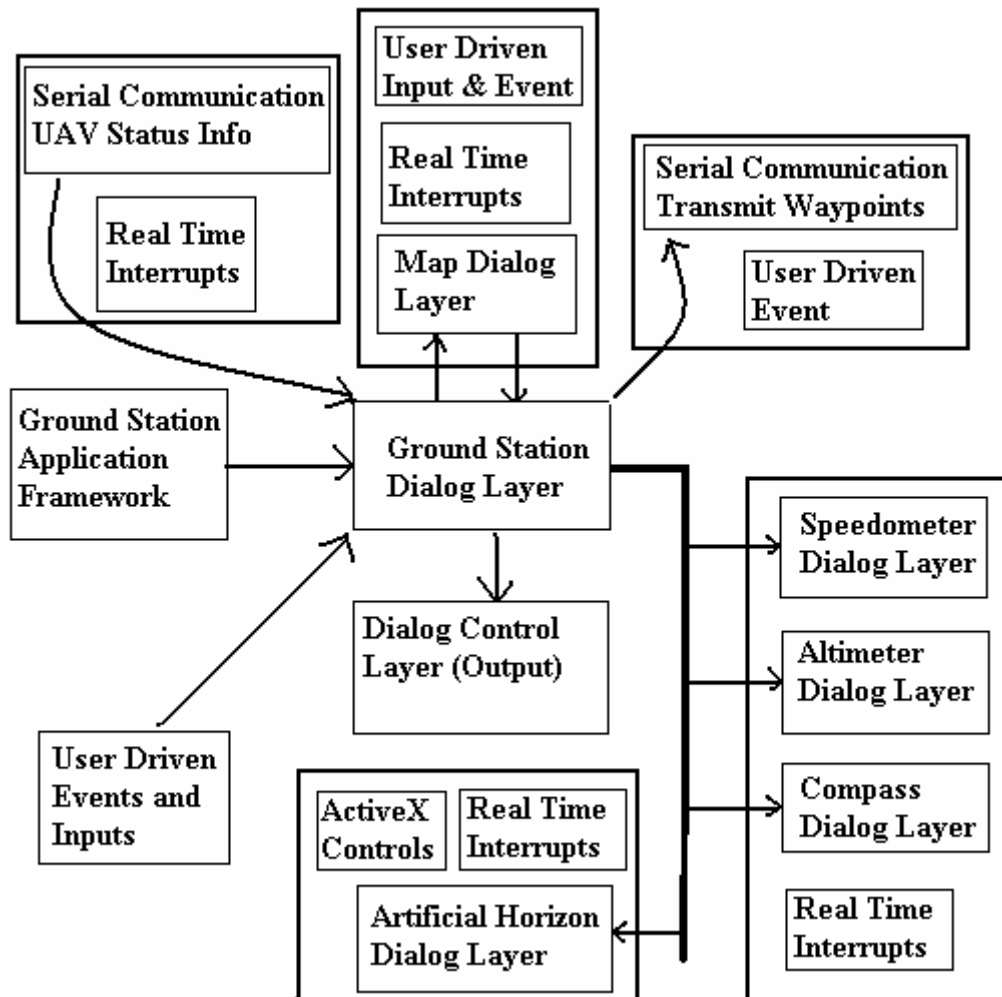 User Driven
Input & Event
Serial Communication
UAV Status Info
Real Time
Interrupts
Real Time
Interrupts
Map Dialog
Layer
Serial Communication
Transmit Waypoints
User Driven
Event
Ground Station
Application
Framework
Ground Station
Dialog Layer
Speedometer
Dialog Layer
Dialog Control
Layer (Output)
Altimeter
Dialog Layer
User Driven
Events and
Inputs
ActiveX
Controls
Real Time
Interrupts
Compass
Dialog Layer
Artificial Horizon
Dialog Layer
Real Time
Interrupts